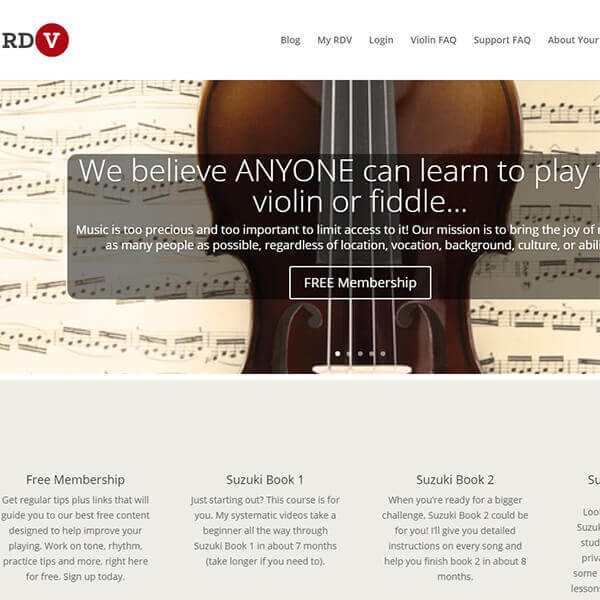 RD V
Blog My RDV Login Violin FAQ Support FAQ About Your
We believe ANYONE can learn to play
violin or fiddle...
Music is too precious and too important to limit access to it! Our mission is to bring the joy of
as many people as possible, regardless of location, vocation, background, culture, or
FREE Membership
Free Membership
Get regular tips plus links that will
guide you to our best free content
designed to help improve your
playing. Work on tone, rhythm,
practice tips and more, right here
for free. Sign up today.
Suzuki Book 1
Just starting out? This course is for
you. My systematic videos take a
beginner all the way through
Suzuki Book 1 in about 7 months
(take longer if you need to).
Suzuki Book 2
When you're ready for a bigger
challenge, Suzuki Book 2 could be
for you! I'll give you detailed
instructions on every song and
help you finish book 2 in about 8
months.
Su
Loo
Suzu
stud
priva
some
lesson